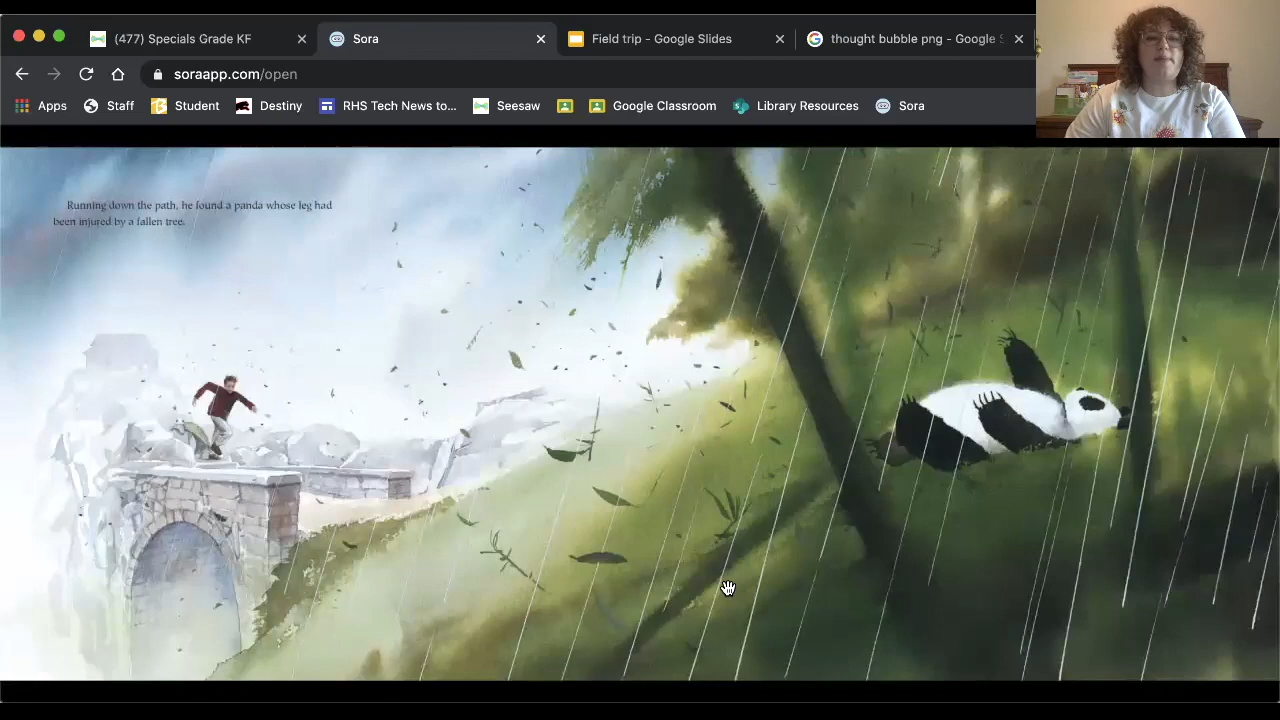 (477) Specials Grade KF
Sora
Field trip - Google Slides
thought bubble png - Google S
soraapp.com/open
Apps
Staff
Student
Destiny
RHS Tech News to...
Seesaw
Google Classroom
Library Resources
Sora
Running down the path, he found a panda whose leg had
been injured by a fallen tree.